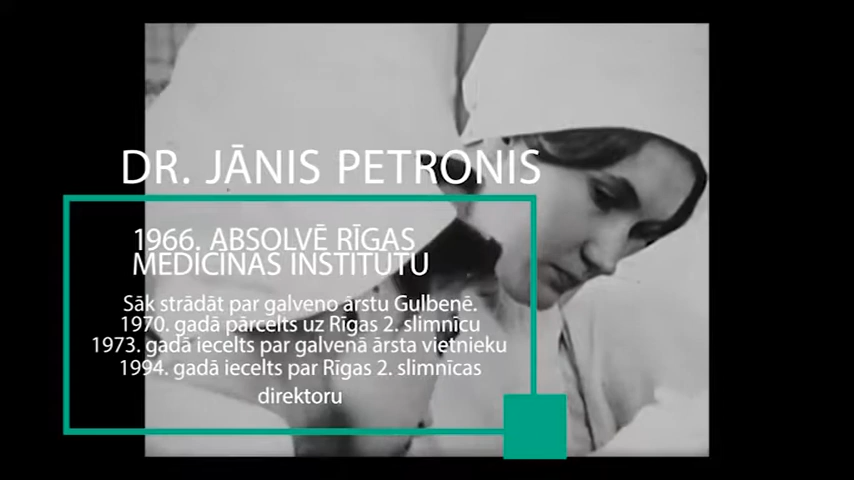 DR. JĀNIS PETRONIS
1966. ABSOLVĒ RĪGAS
MEDICĪNAS INSTITŪTU
Sāk strādāt par galveno ārstu Gulbenē.
1970. gadā pārcelts uz Rīgas 2. slimnīcu
1973. gadā iecelts par galvenā ārsta vietnieku
1994. gadā iecelts par Rīgas 2. slimnīcas
direktoru